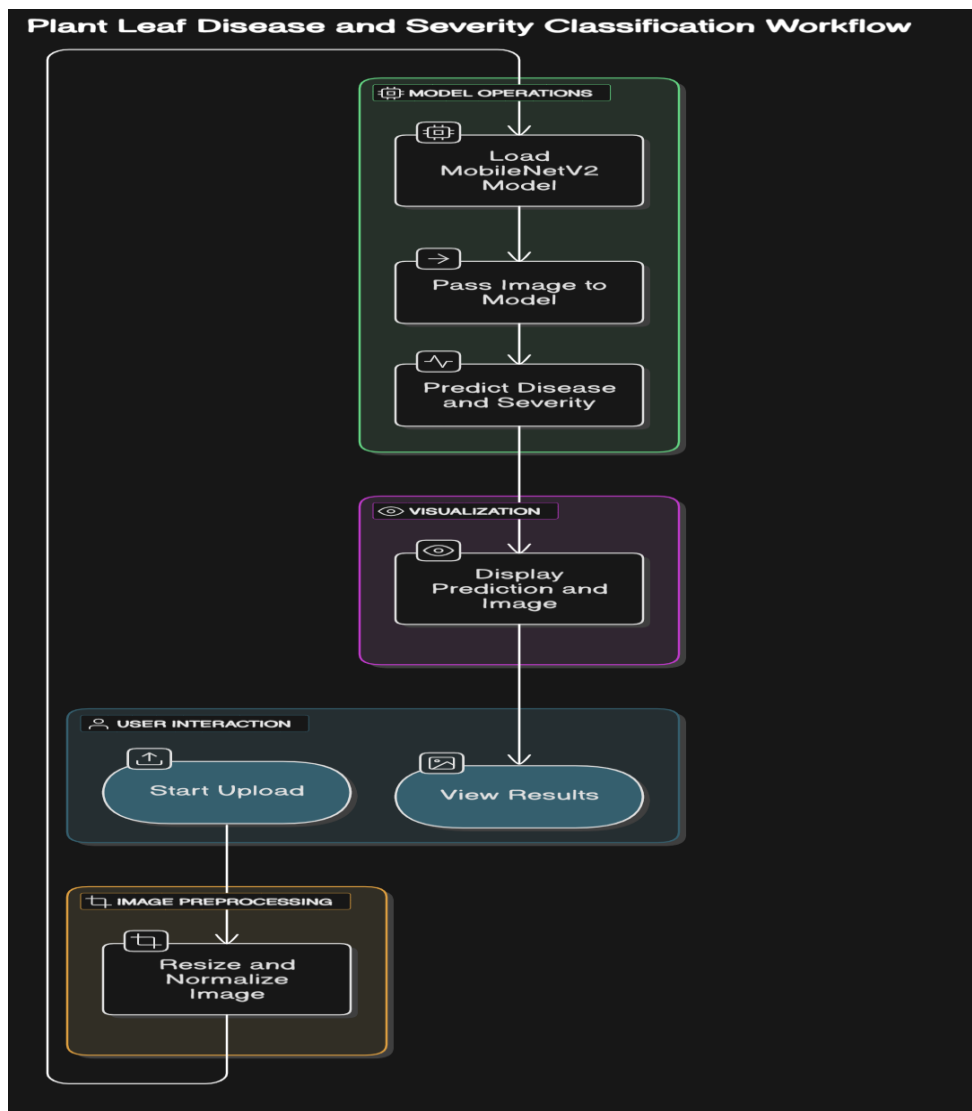 Plant Leaf Disease and Severity Classification Workflow
MODEL OPERATIONS
Load
MobileNetV2
Model
Pass Image to
Model
Predict Disease
and Severity
VISUALIZATION
Display
Prediction and
Image
USER INTERACTION
Start Upload
View Results
IMAGE PREPROCESSING
Resize and
Normalize
Image